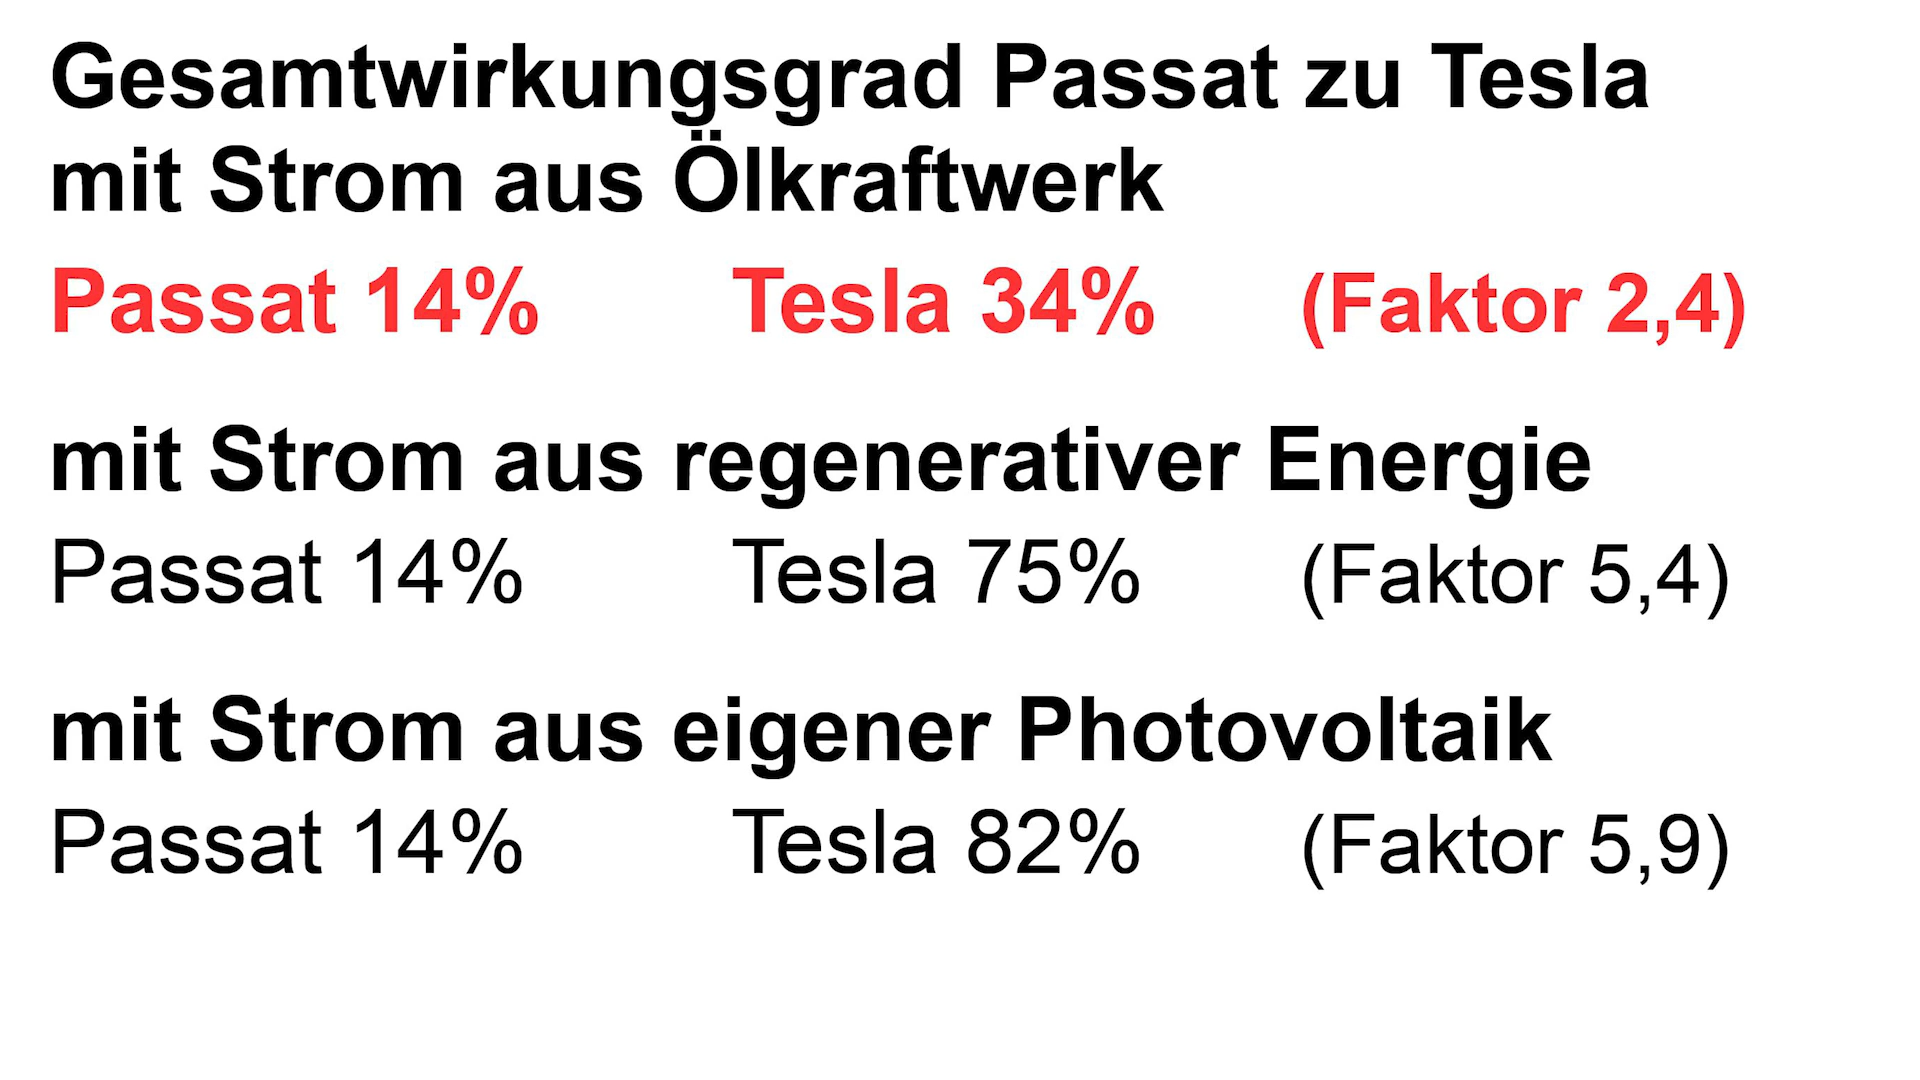 Gesamtwirkungsgrad Passat zu Tesla
mit Strom aus Ölkraftwerk
Passat 14% Tesla 34% (Faktor 2,4)
mit Strom aus regenerativer Energie
Passat 14% Tesla 75% (Faktor 5,4)
mit Strom aus eigener Photovoltaik
Passat 14% Tesla 82% (Faktor 5,9)